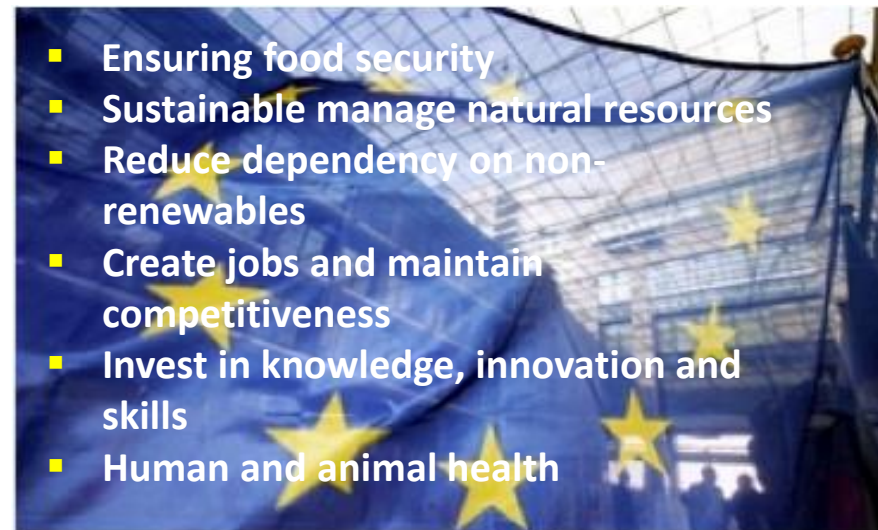 ▪ Ensuring food security
▪ Sustainable manage natural resources
▪ Reduce dependency on non-
renewables
▪ Create jobs and maintain
competitiveness
▪ Invest in knowledge, innovation and
skills
▪ Human and animal health